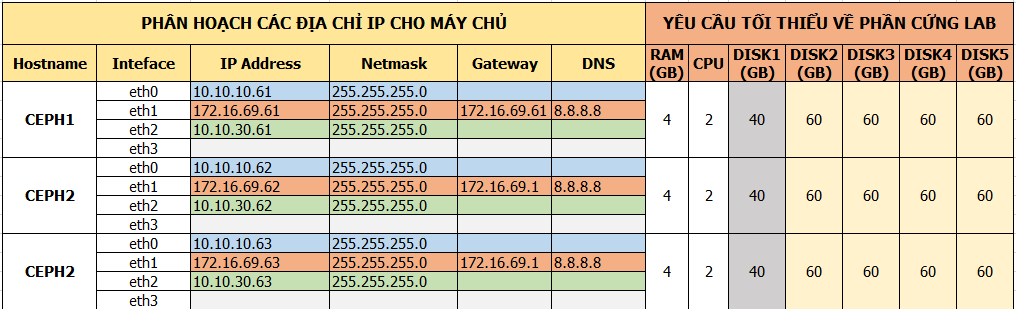 PHÂN HOẠCH CÁC ĐỊA CHỈ IP CHO MÁY CHỦ YÊU CẦU TỐI THIỂU VỀ PHẦN CỨNG LAB
Hostname Inteface IP Address Netmask Gateway DNS RAM (GB) CPU DISK1 (GB) DISK2 (GB) DISK3 (GB) DISK4 (GB) DISK5 (GB)
CEPH1 4 2 40 60 60 60 60
eth0 10.10.10.61 255.255.255.0
eth1 172.16.69.61 255.255.255.0 172.16.69.61 8.8.8.8
eth2 10.10.30.61 255.255.255.0
eth3
CEPH2 4 2 40 60 60 60 60
eth0 10.10.10.62 255.255.255.0
eth1 172.16.69.62 255.255.255.0 172.16.69.1 8.8.8.8
eth2 10.10.30.62 255.255.255.0
eth3
CEPH2 4 2 40 60 60 60 60
eth0 10.10.10.63 255.255.255.0
eth1 172.16.69.63 255.255.255.0 172.16.69.1 8.8.8.8
eth2 10.10.30.63 255.255.255.0
eth3